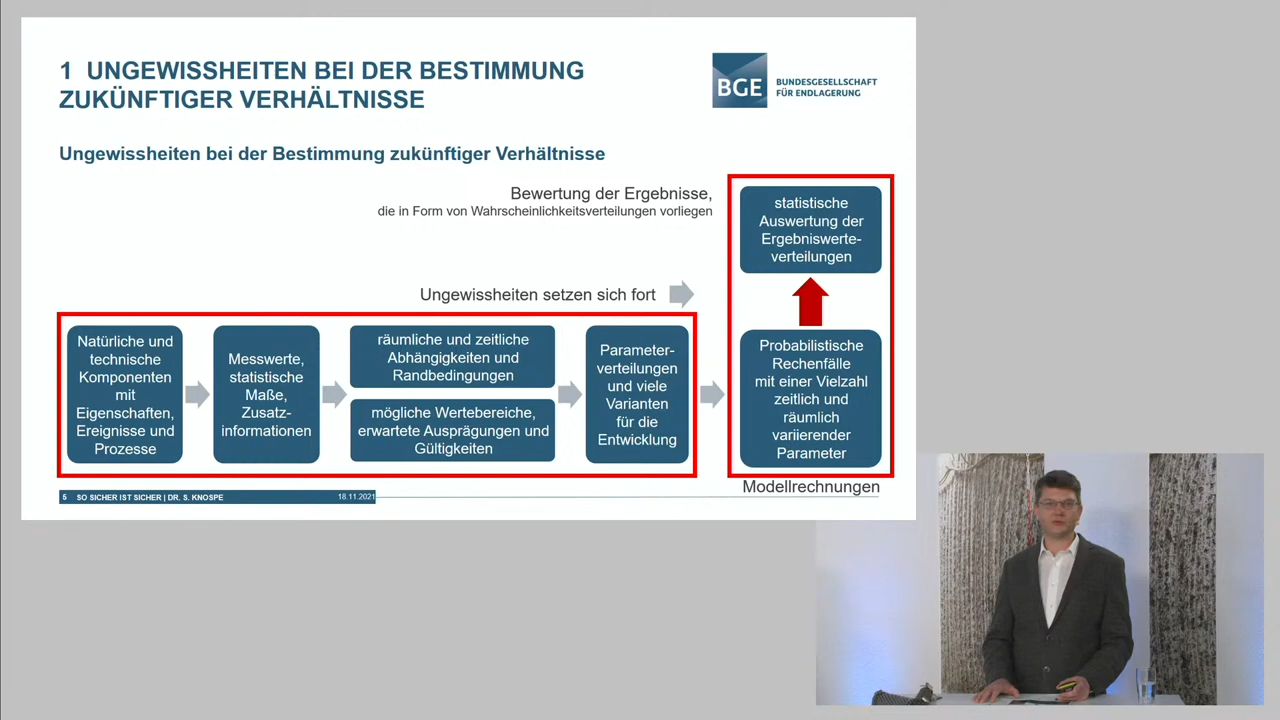 1 UNGEWISSHEITEN BEI DER BESTIMMUNG
ZUKÜNFTIGER VERHÄLTNISSE
BGE
BUNDESGESELLSCHAFT
FÜR ENDLAGERUNG
Ungewissheiten bei der Bestimmung zukünftiger Verhältnisse
Bewertung der Ergebnisse,
die in Form von Wahrscheinlichkeitsverteilungen vorliegen
statistische
Auswertung der
Ergebniswerte-
verteilungen
Ungewissheiten setzen sich fort
Natürliche und
technische
Komponenten
mit
Eigenschaften,
Ereignisse und
Prozesse
Messwerte,
statistische
Maße,
Zusatz-
informationen
räumliche und zeitliche
Abhängigkeiten und
Randbedingungen
mögliche Wertebereiche,
erwartete Ausprägungen und
Gültigkeiten
Parameter-
verteilungen
und viele
Varianten
für die
Entwicklung
Probabilistische
Rechenfälle
mit einer Vielzahl
zeitlich und
räumlich
variierender
Parameter
Modellrechnungen
5 SO SICHER IST SICHER | DR. S. KNOSPE 18.11.2021